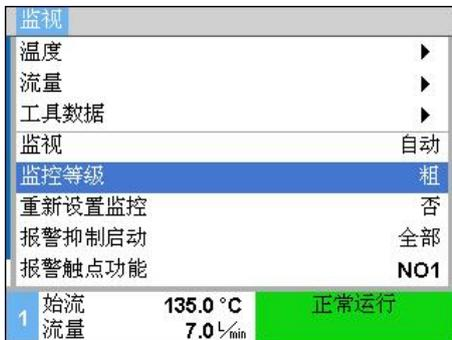 监视
温度
流量
工具数据
监视 自动
监控等级 粗
重新设置监控 否
报警抑制启动 全部
报警触点功能 NO1
1 始流 135.0 °C 正常运行
流量 7.0 L/min